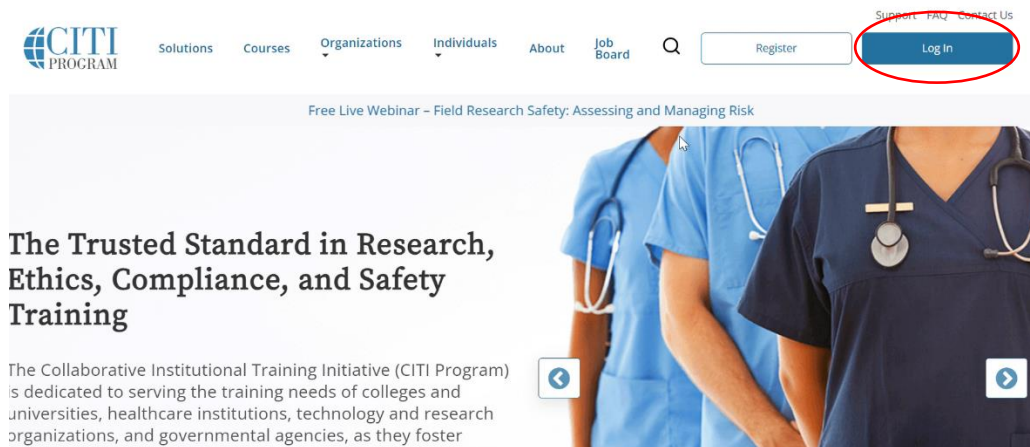 Support FAQ Contact Us
CITI
PROGRAM
Solutions Courses Organizations Individuals About Job
Board
Register
Log In
Free Live Webinar – Field Research Safety: Assessing and Managing Risk
The Trusted Standard in Research,
Ethics, Compliance, and Safety
Training
The Collaborative Institutional Training Initiative (CITI Program)
is dedicated to serving the training needs of colleges and
universities, healthcare institutions, technology and research
organizations, and governmental agencies, as they foster